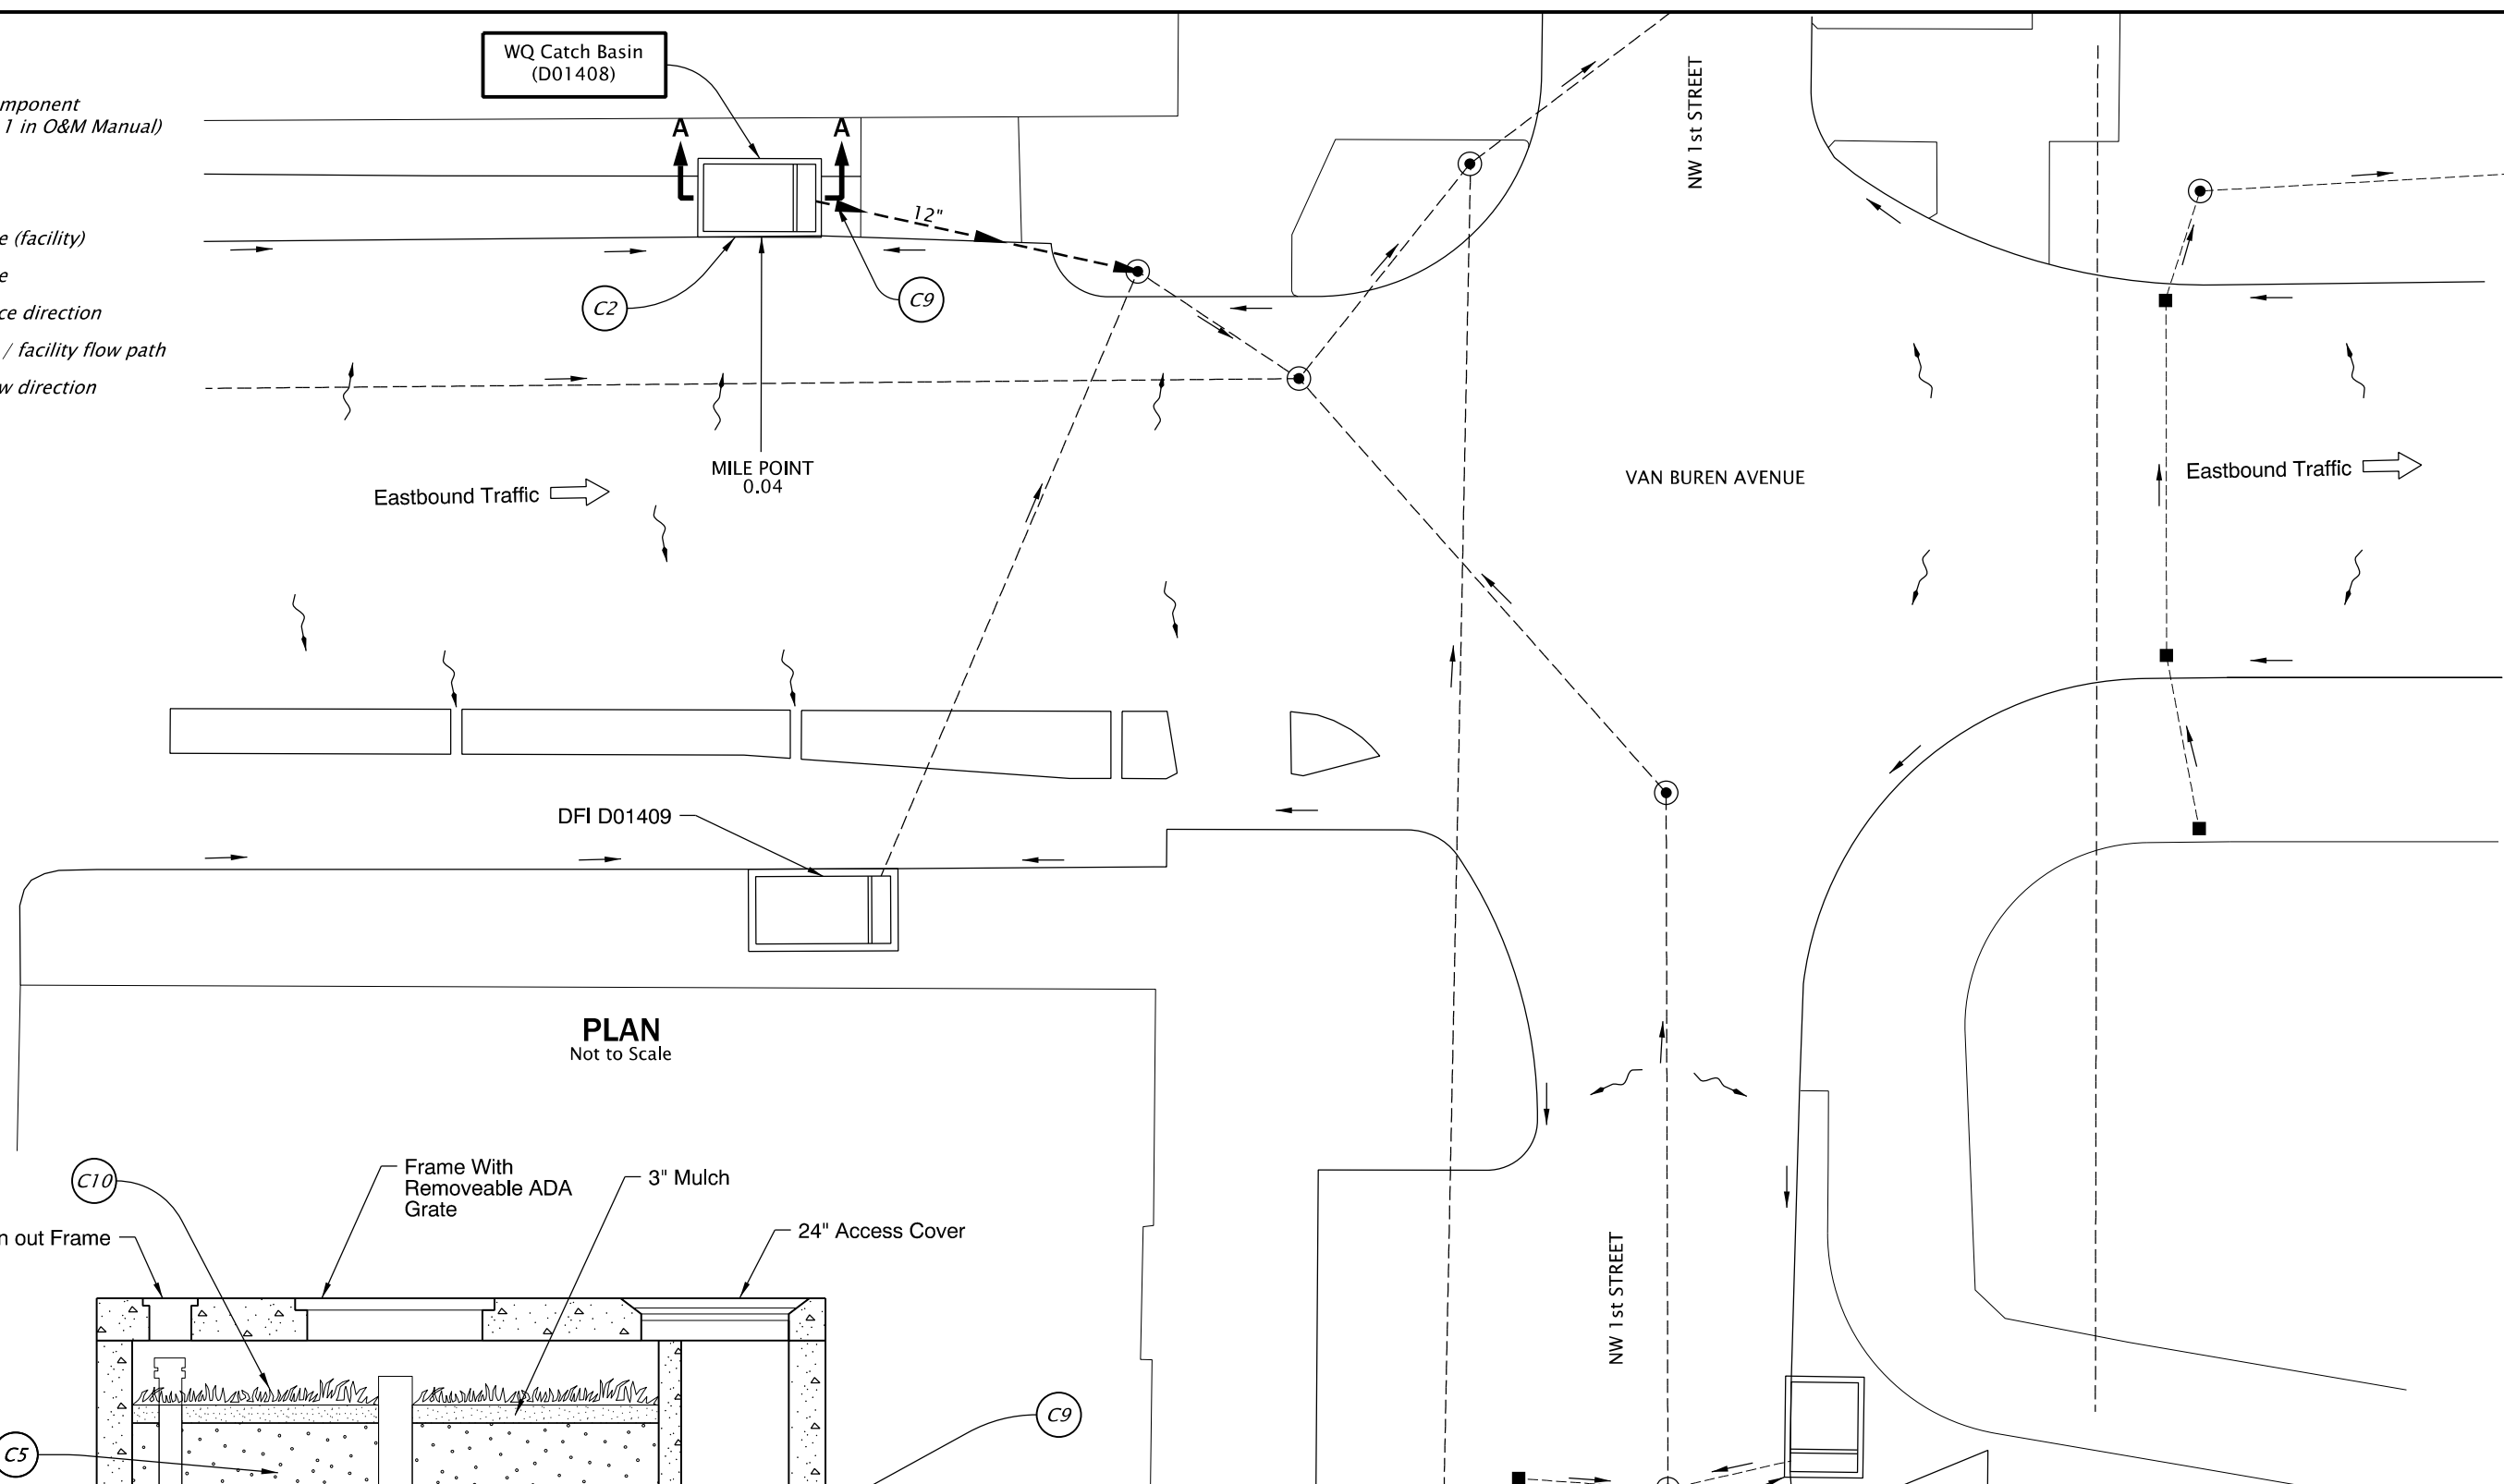 WQ Catch Basin
(D01408)
mponent
1 in O&M Manual)
A
A
NW 1st STREET
12"
e (facility)
e
C2
C9
ce direction
/ facility flow path
w direction
MILE POINT
0.04
Eastbound Traffic
VAN BUREN AVENUE
Eastbound Traffic
DFI D01409
PLAN
Not to Scale
C10
Frame With
Removeable ADA
Grate
3" Mulch
n out Frame
24" Access Cover
NW 1st STREET
C9
C5